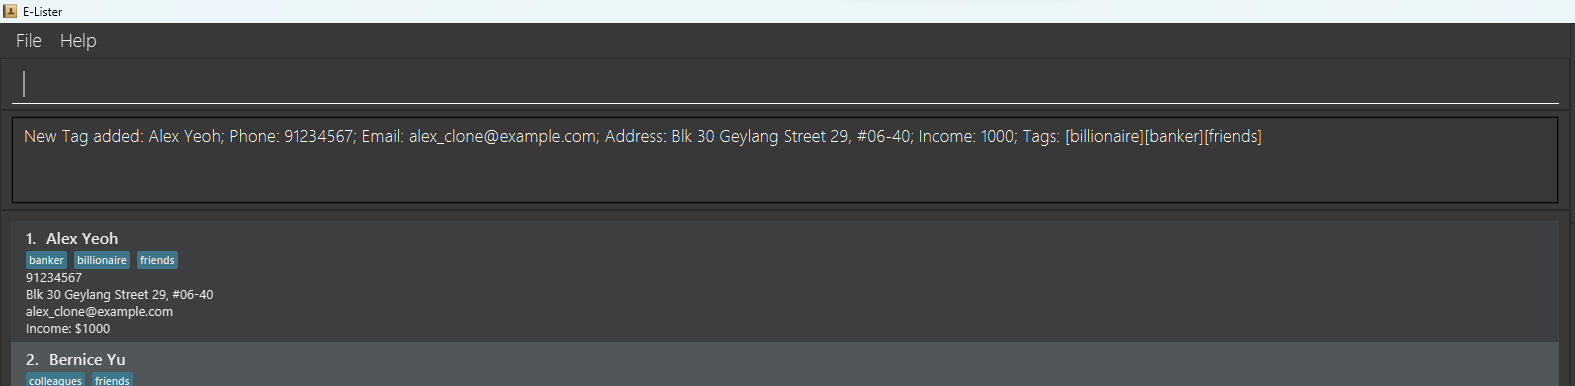 E-Lister
File Help
New Tag added: Alex Yeoh; Phone: 91234567; Email: alex_clone@example.com; Address: Blk 30 Geylang Street 29, #06-40; Income: 1000; Tags: [billionaire][banker][friends]
1. Alex Yeoh
banker billionaire friends
91234567
Blk 30 Geylang Street 29, #06-40
alex_clone@example.com
Income: $1000
2. Bernice Yu
colleagues friends